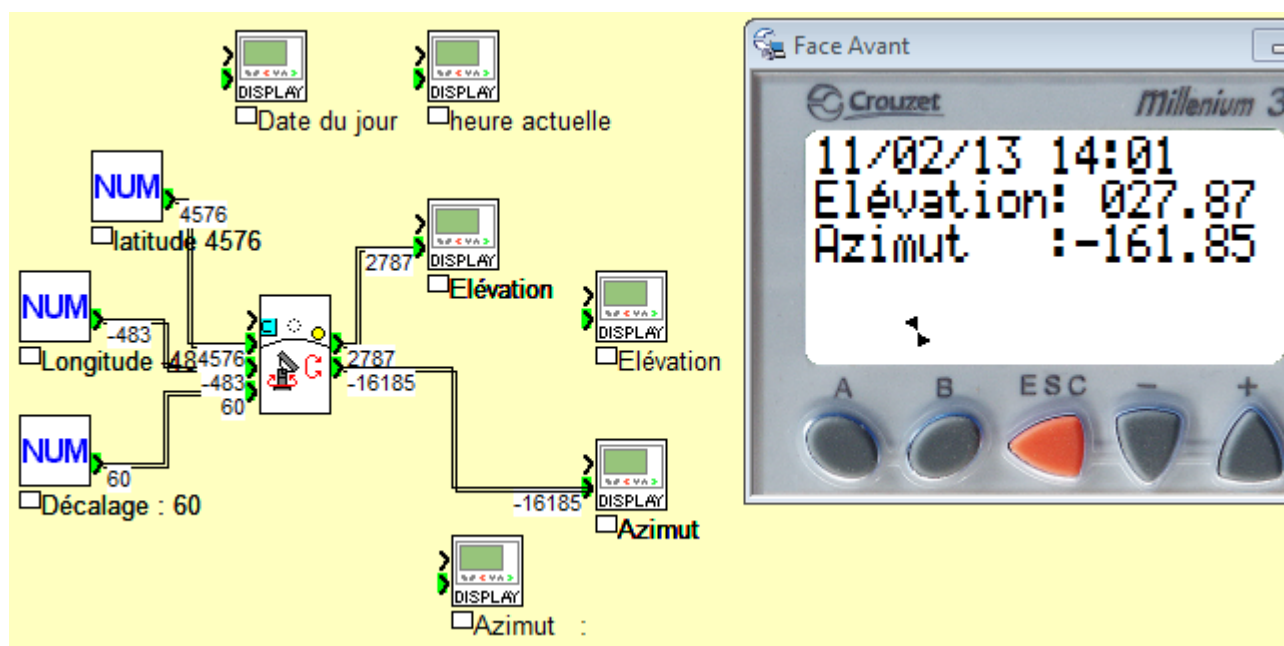 DISPLAY
Date du jour
DISPLAY
heure actuelle
NUM
4576
latitude 4576
2787
DISPLAY
Elévation
NUM
-483
Longitude -484576
-483
60
2787
-16185
DISPLAY
Elévation
NUM
60
Décalage : 60
-16185
DISPLAY
Azimut
DISPLAY
Azimut :
Face Avant
Crouzet
Millenium 3
11/02/13 14:01
Elévation: 027.87
Azimut :-161.85
A B ESC - +